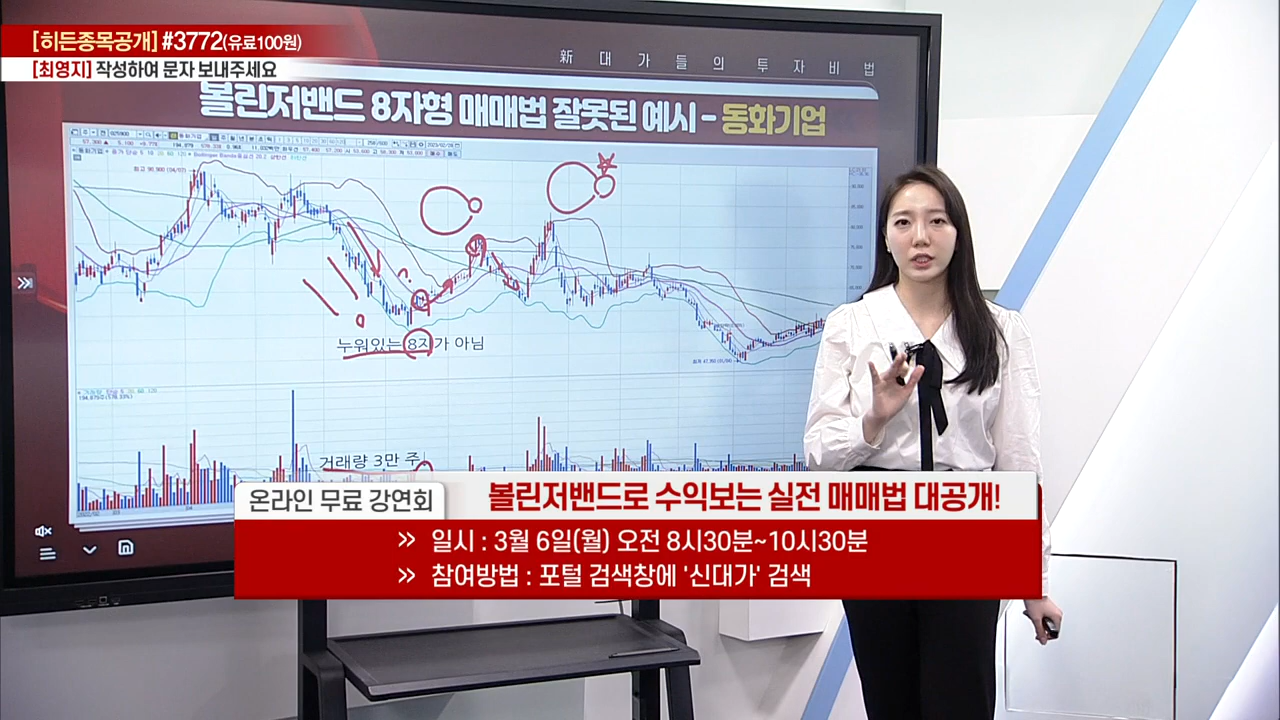 [히든종목공개] #3772(유료100원)
[최영지] 작성하여 문자 보내주세요
新 대 가 들 의 투 자 비 법
볼린저밴드 8자형 매매법 잘못된 예시 - 동화기업
누워있는 8자가 아님
거래량 3만 주
온라인 무료 강연회
볼린저밴드로 수익보는 실전 매매법 대공개!
» 일시 : 3월 6일(월) 오전 8시30분~10시30분
» 참여방법 : 포털 검색창에 '신대가' 검색